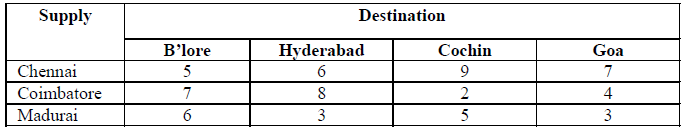 Supply Destination
B’lore Hyderabad Cochin Goa
Chennai 5 6 9 7
Coimbatore 7 8 2 4
Madurai 6 3 5 3